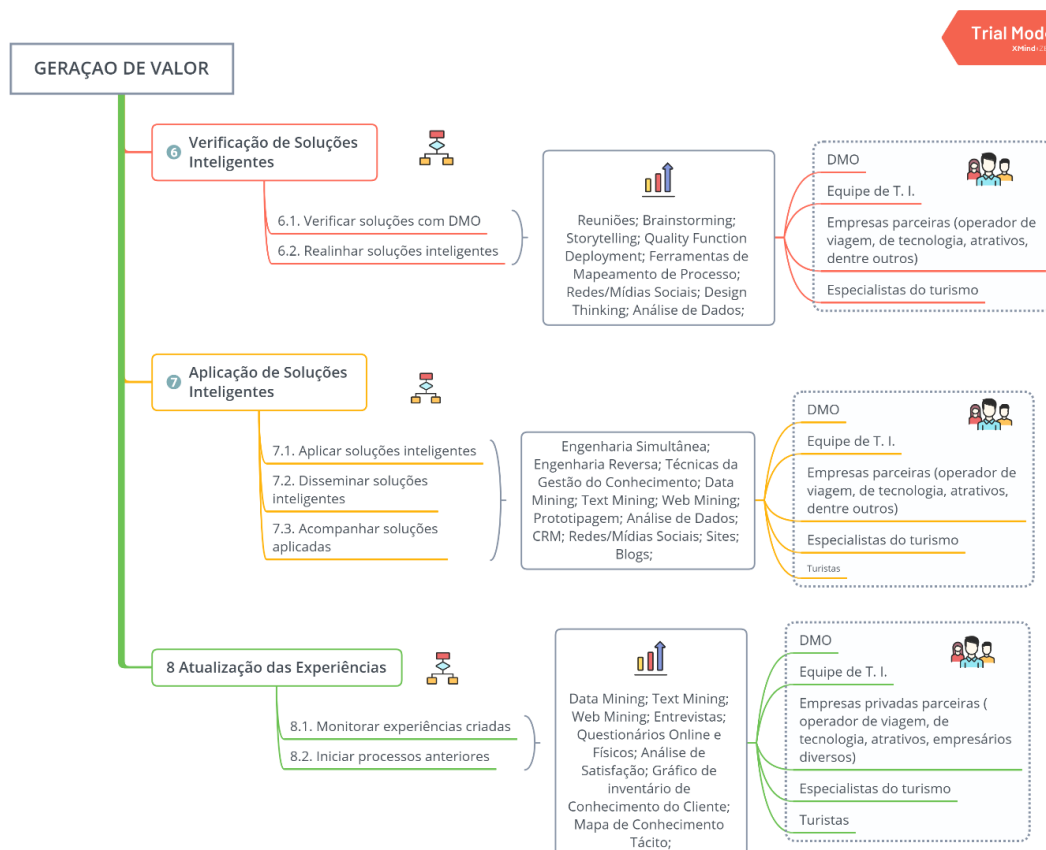 Trial Mode
XMind
GERAÇAO DE VALOR
6
Verificação de Soluções
Inteligentes
6.1. Verificar soluções com DMO
6.2. Realinhar soluções inteligentes
Reuniões; Brainstorming;
Storytelling; Quality Function
Deployment; Ferramentas de
Mapeamento de Processo;
Redes/Mídias Sociais; Design
Thinking; Análise de Dados;
DMO
Equipe de T. I.
Empresas parceiras (operador de
viagem, de tecnologia, atrativos,
dentre outros)
Especialistas do turismo
7
Aplicação de Soluções
Inteligentes
7.1. Aplicar soluções inteligentes
7.2. Disseminar soluções
inteligentes
7.3. Acompanhar soluções
aplicadas
Engenharia Simultânea;
Engenharia Reversa; Técnicas da
Gestão do Conhecimento; Data
Mining; Text Mining; Web Mining;
Prototipagem; Análise de Dados;
CRM; Redes/Mídias Sociais; Sites;
Blogs;
DMO
Equipe de T. I.
Empresas parceiras (operador de
viagem, de tecnologia, atrativos,
dentre outros)
Especialistas do turismo
Turistas
8 Atualização das Experiências
8.1. Monitorar experiências criadas
8.2. Iniciar processos anteriores
Data Mining; Text Mining;
Web Mining; Entrevistas;
Questionários Online e
Físicos; Análise de
Satisfação; Gráfico de
inventário de
Conhecimento do Cliente;
Mapa de Conhecimento
Tácito;
DMO
Equipe de T. I.
Empresas privadas parceiras (
operador de viagem, de
tecnologia, atrativos, empresários
diversos)
Especialistas do turismo
Turistas